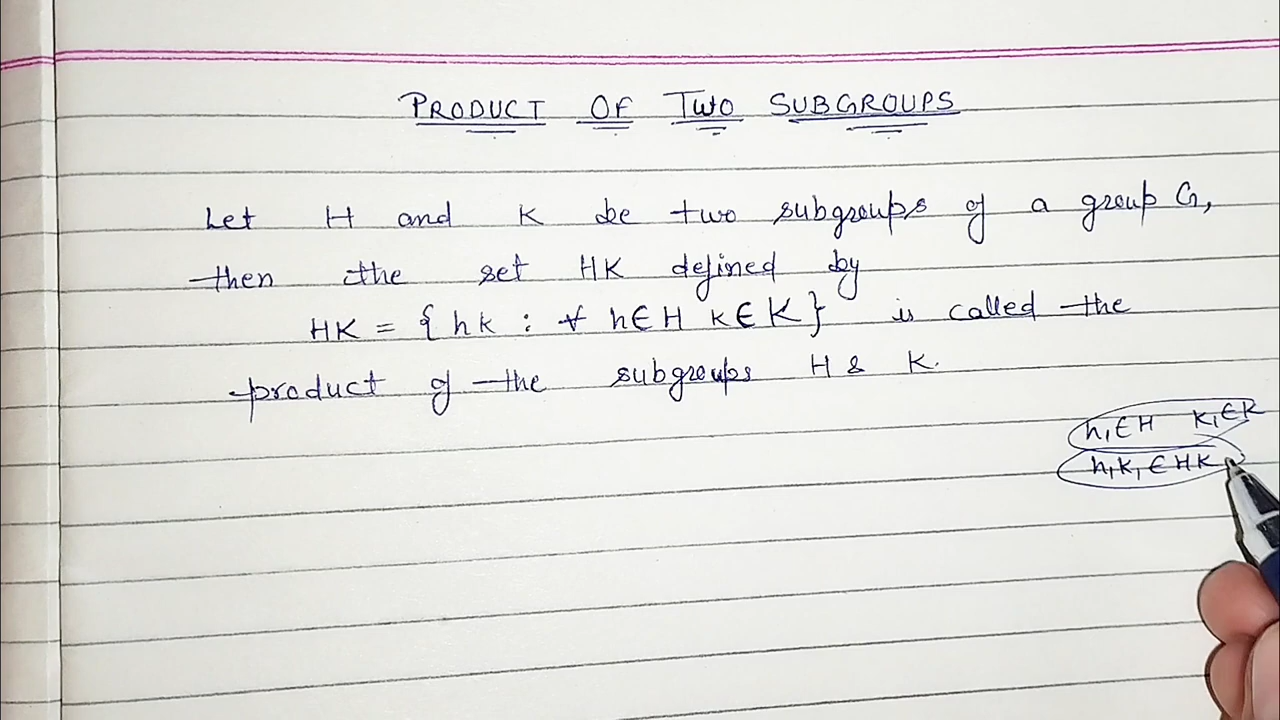 PRODUCT OF TWO SUBGROUPS
Let H and K be two subgroups of a group G,
then the set HK defined by
HK = { hk : ∀ h∈H k∈K} is called the
product of the subgroups H & K.
h₁∈H k₁∈K
h₁k₁∈HK